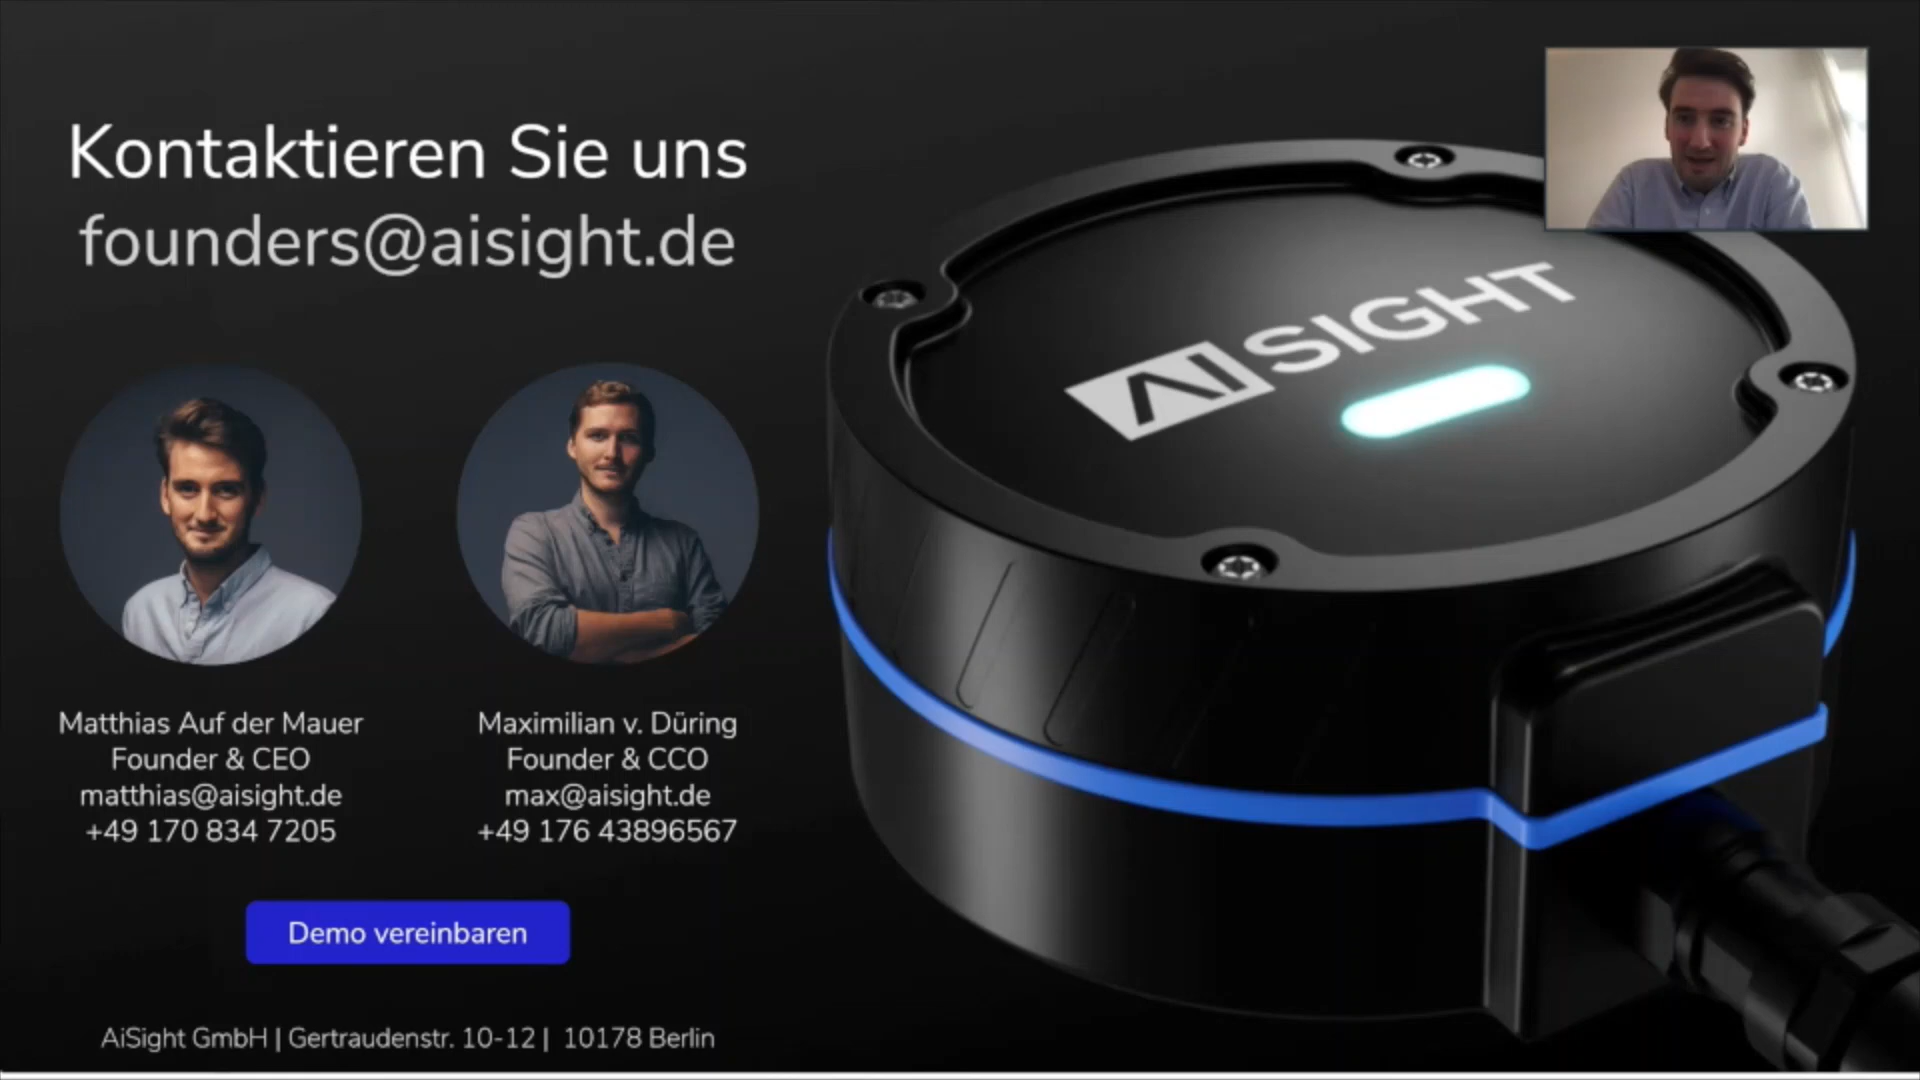 Kontaktieren Sie uns
founders@aisight.de
AI SIGHT
Matthias Auf der Mauer
Founder & CEO
matthias@aisight.de
+49 170 834 7205
Maximilian v. Düring
Founder & CCO
max@aisight.de
+49 176 43896567
Demo vereinbaren
AiSight GmbH | Gertraudenstr. 10-12 | 10178 Berlin